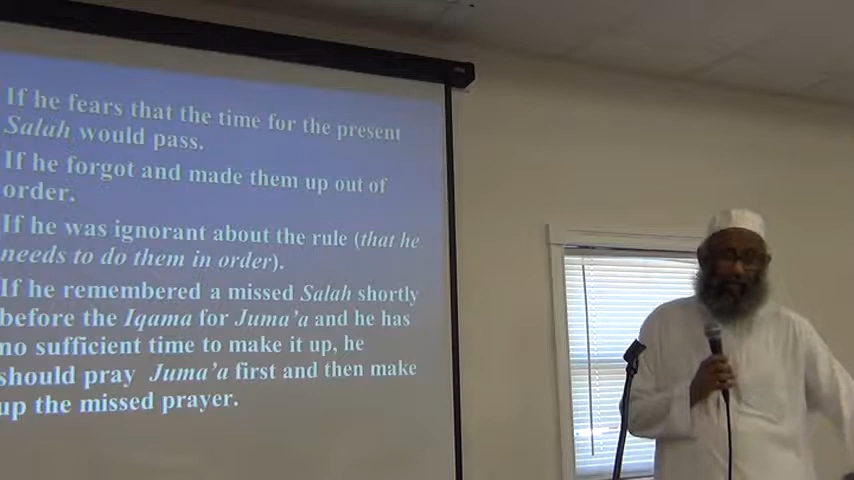 If he fears that the time for the present
Salah would pass.
If he forgot and made them up out of
order.
If he was ignorant about the rule (that he
needs to do them in order).
If he remembered a missed Salah shortly
before the Iqama for Juma'a and he has
no sufficient time to make it up, he
should pray Juma'a first and then make
up the missed prayer.